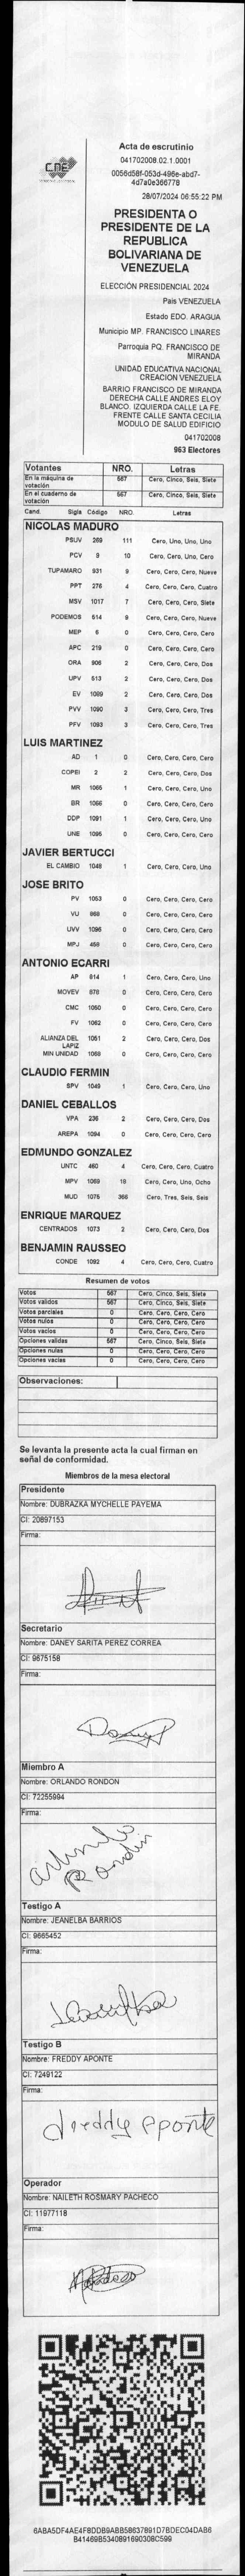 CNE
Acta de escrutinio
041702008.02.1.0001
0056d58f-053d-496e-abd7-
4d7a0e366778
28/07/2024 06:55:22 PM
PRESIDENTA O
PRESIDENTE DE LA
REPUBLICA
BOLIVARIANA DE
VENEZUELA
ELECCIÓN PRESIDENCIAL 2024
País VENEZUELA
Estado EDO. ARAGUA
Municipio MP. FRANCISCO LINARES
Parroquia PQ. FRANCISCO DE
MIRANDA
UNIDAD EDUCATIVA NACIONAL
CREACION VENEZUELA
BARRIO FRANCISCO DE MIRANDA
DERECHA CALLE ANDRES ELOY
BLANCO. IZQUIERDA CALLE LA FE.
FRENTE CALLE SANTA CECILIA
MODULO DE SALUD EDIFICIO
041702008
963 Electores
Votantes NRO. Letras
En la máquina de votación 567 Cero, Cinco, Seis, Siete
En el cuaderno de votación 567 Cero, Cinco, Seis, Siete
Cand. Sigla Código NRO. Letras
NICOLAS MADURO
PSUV 269 111 Cero, Uno, Uno, Uno
PCV 9 10 Cero, Cero, Uno, Cero
TUPAMARO 931 9 Cero, Cero, Cero, Nueve
PPT 276 4 Cero, Cero, Cero, Cuatro
MSV 1017 7 Cero, Cero, Cero, Siete
PODEMOS 514 9 Cero, Cero, Cero, Nueve
MEP 6 0 Cero, Cero, Cero, Cero
APC 219 0 Cero, Cero, Cero, Cero
ORA 906 2 Cero, Cero, Cero, Dos
UPV 513 2 Cero, Cero, Cero, Dos
EV 1089 2 Cero, Cero, Cero, Dos
PVV 1090 3 Cero, Cero, Cero, Tres
PFV 1093 3 Cero, Cero, Cero, Tres
LUIS MARTINEZ
AD 1 0 Cero, Cero, Cero, Cero
COPEI 2 2 Cero, Cero, Cero, Dos
MR 1065 1 Cero, Cero, Cero, Uno
BR 1066 0 Cero, Cero, Cero, Cero
DDP 1091 1 Cero, Cero, Cero, Uno
UNE 1095 0 Cero, Cero, Cero, Cero
JAVIER BERTUCCI
EL CAMBIO 1048 1 Cero, Cero, Cero, Uno
JOSE BRITO
PV 1053 0 Cero, Cero, Cero, Cero
VU 969 0 Cero, Cero, Cero, Cero
UVV 1096 0 Cero, Cero, Cero, Cero
MPJ 458 0 Cero, Cero, Cero, Cero
ANTONIO ECARRI
AP 914 1 Cero, Cero, Cero, Uno
MOVEV 878 0 Cero, Cero, Cero, Cero
CMC 1050 0 Cero, Cero, Cero, Cero
FV 1062 0 Cero, Cero, Cero, Cero
ALIANZA DEL LAPIZ 1051 2 Cero, Cero, Cero, Dos
MIN UNIDAD 1069 0 Cero, Cero, Cero, Cero
CLAUDIO FERMIN
SPV 1049 1 Cero, Cero, Cero, Uno
DANIEL CEBALLOS
VPA 236 2 Cero, Cero, Cero, Dos
AREPA 1094 0 Cero, Cero, Cero, Cero
EDMUNDO GONZALEZ
UNTC 460 4 Cero, Cero, Cero, Cuatro
MPV 1069 18 Cero, Cero, Uno, Ocho
MUD 1075 366 Cero, Tres, Seis, Seis
ENRIQUE MARQUEZ
CENTRADOS 1073 2 Cero, Cero, Cero, Dos
BENJAMIN RAUSSEO
CONDE 1092 4 Cero, Cero, Cero, Cuatro
Resumen de votos
Votos 567 Cero, Cinco, Seis, Siete
Votos validos 567 Cero, Cinco, Seis, Siete
Votos parciales 0 Cero, Cero, Cero, Cero
Votos nulos 0 Cero, Cero, Cero, Cero
Votos vacios 0 Cero, Cero, Cero, Cero
Opciones validas 567 Cero, Cinco, Seis, Siete
Opciones nulas 0 Cero, Cero, Cero, Cero
Opciones vacias 0 Cero, Cero, Cero, Cero
Observaciones:
Se levanta la presente acta la cual firman en
señal de conformidad.
Miembros de la mesa electoral
Presidente
Nombre: DUBRAZKA MYCHELLE PAYEMA
CI: 20897153
Firma:
Secretario
Nombre: DANEY SARITA PEREZ CORREA
CI: 9675158
Firma:
Miembro A
Nombre: ORLANDO RONDON
CI: 72255994
Firma:
Orlando
Rondin
Testigo A
Nombre: JEANELBA BARRIOS
CI: 9665452
Firma:
Testigo B
Nombre: FREDDY APONTE
CI: 7249122
Firma:
freddy Aponte
Operador
Nombre: NAILETH ROSMARY PACHECO
CI: 11977118
Firma:
6ABA5DF4AE4F8DDB9ABB58637891D7BDEC04DAB6
B41469B53408916903​08C599